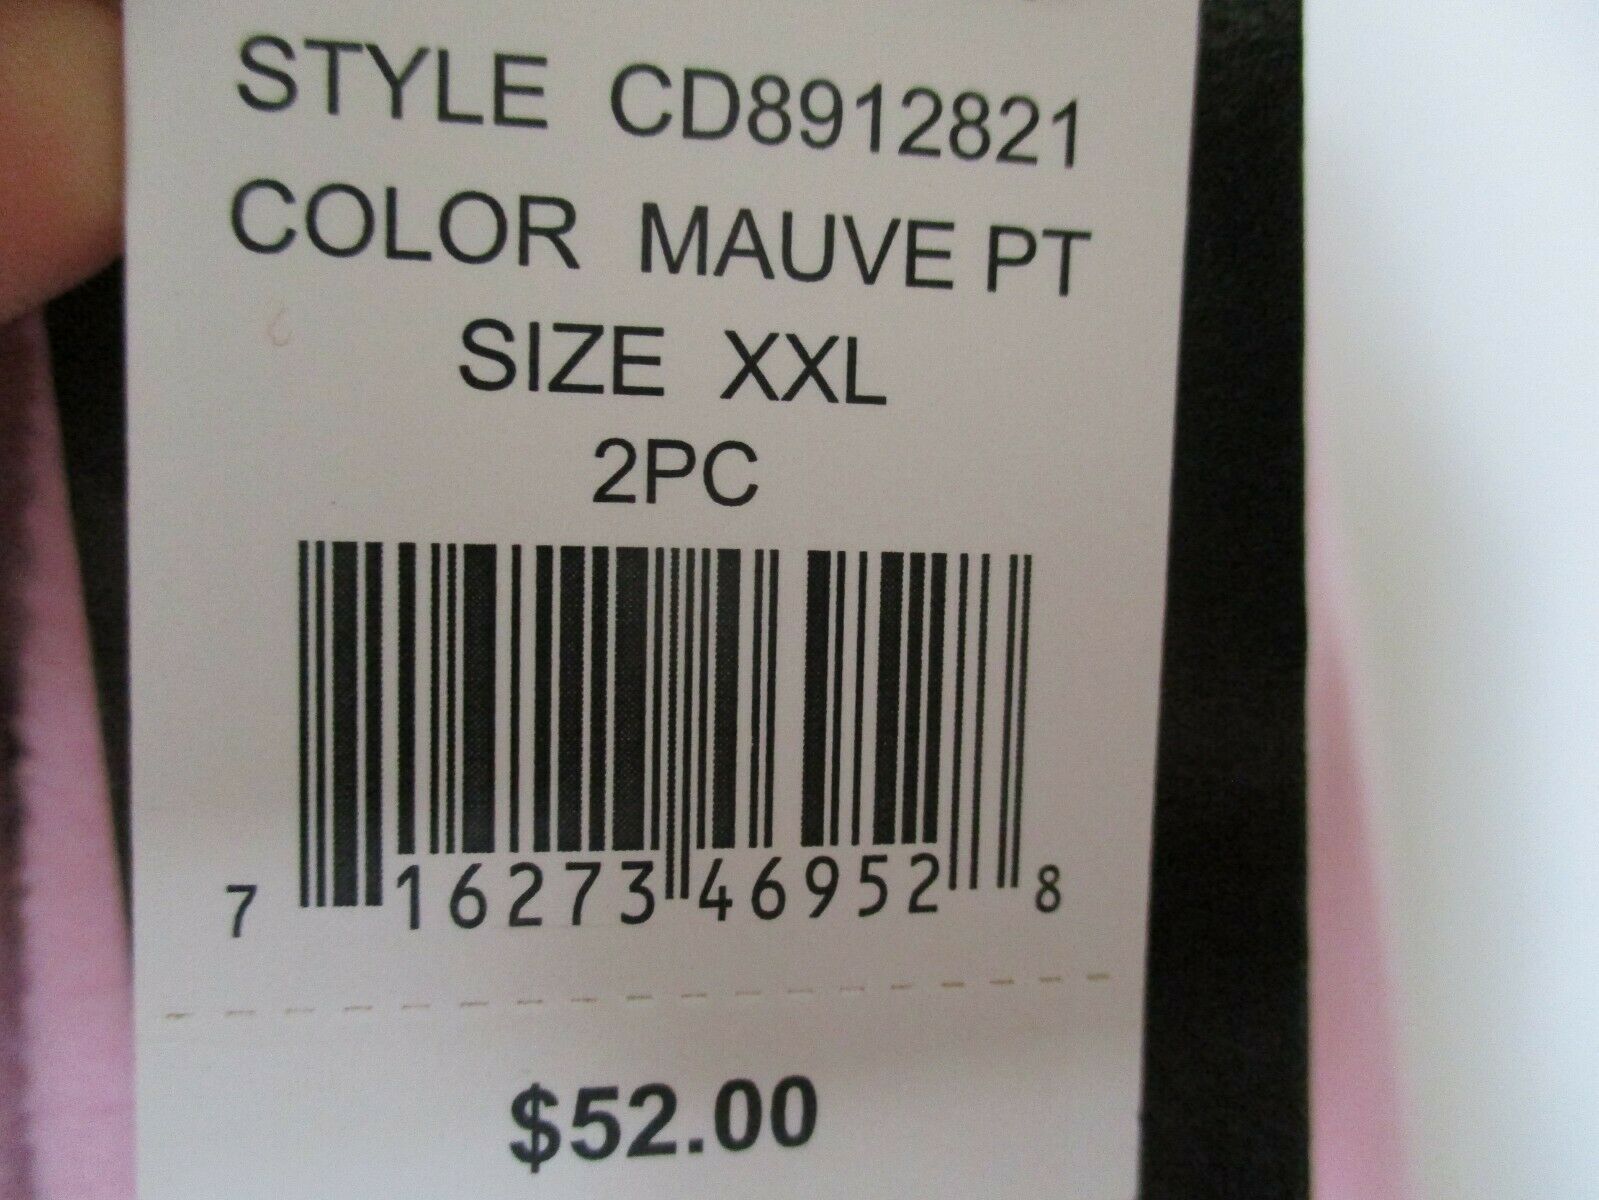 STYLE CD8912821
COLOR MAUVE PT
SIZE XXL
2PC
7 16273 46952 8
$52.00